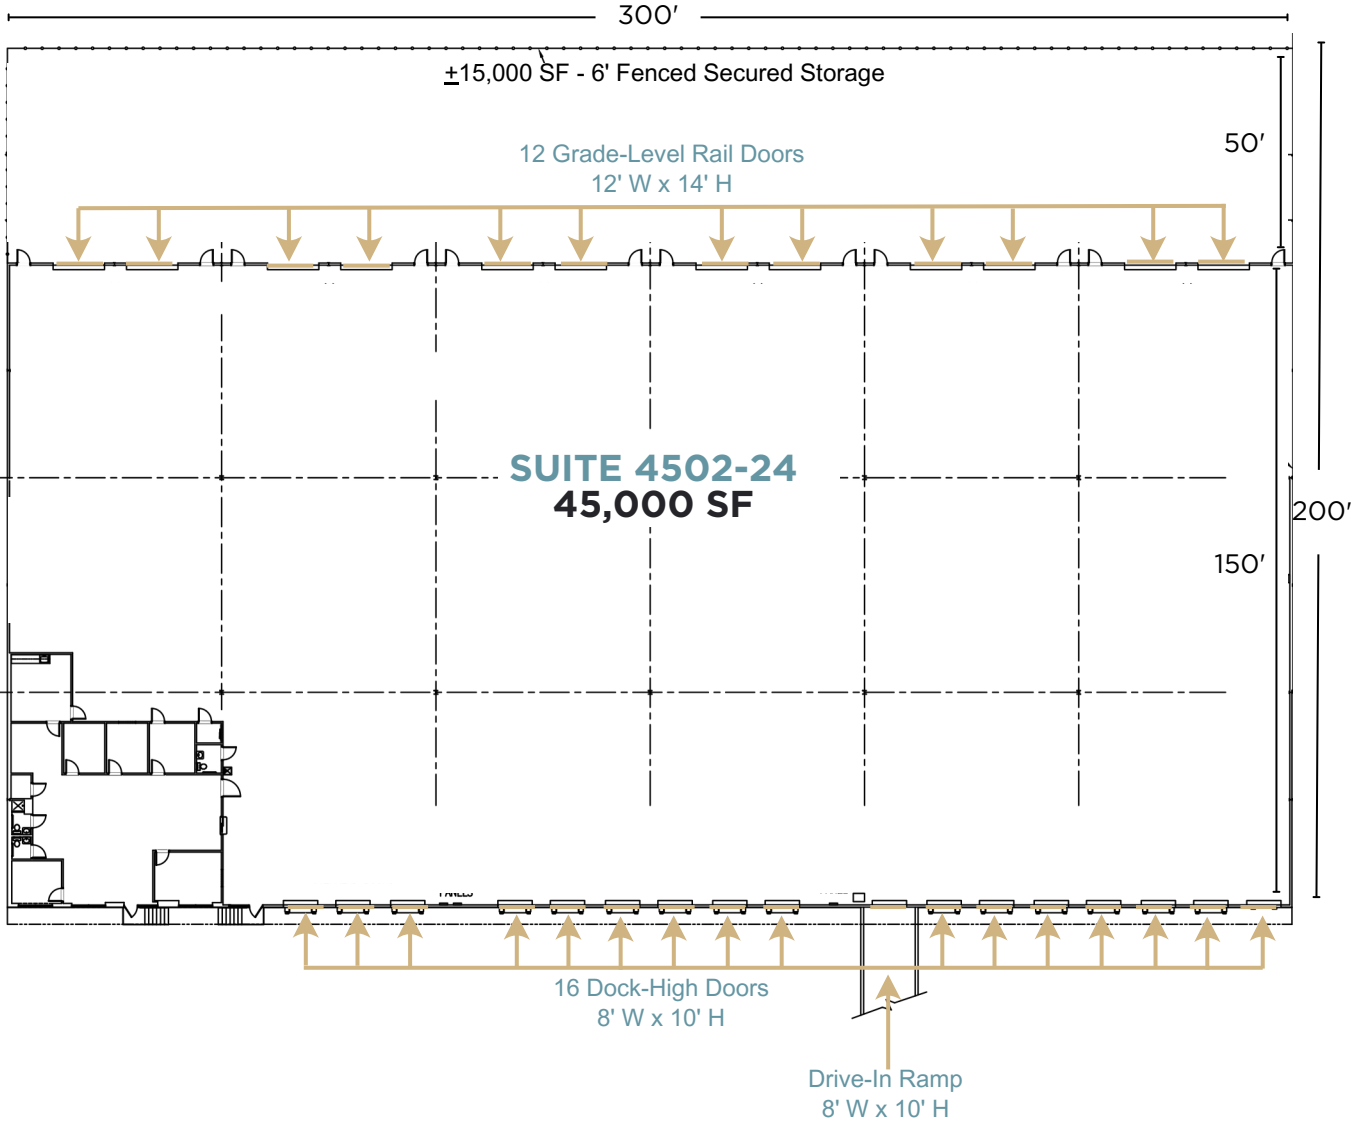 300'
±15,000 SF - 6' Fenced Secured Storage
50'
12 Grade-Level Rail Doors
12' W x 14' H
SUITE 4502-24
45,000 SF
200'
150'
16 Dock-High Doors
8' W x 10' H
Drive-In Ramp
8' W x 10' H